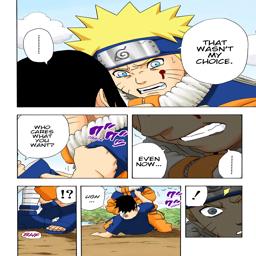 .........
THAT
WASN'T
MY
CHOICE.
WHO
CARES
WHAT
YOU
WANT?
EVEN
NOW...
.........
!?
UGH...
!